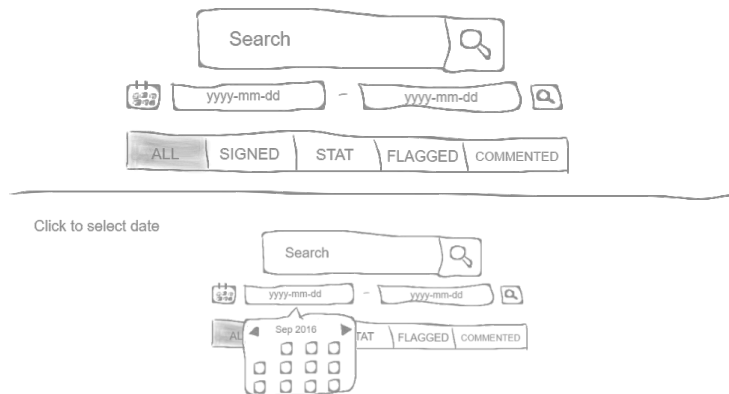 Search
yyyy-mm-dd – yyyy-mm-dd
ALL SIGNED STAT FLAGGED COMMENTED
Click to select date
Search
yyyy-mm-dd – yyyy-mm-dd
AL TAT FLAGGED COMMENTED
Sep 2016